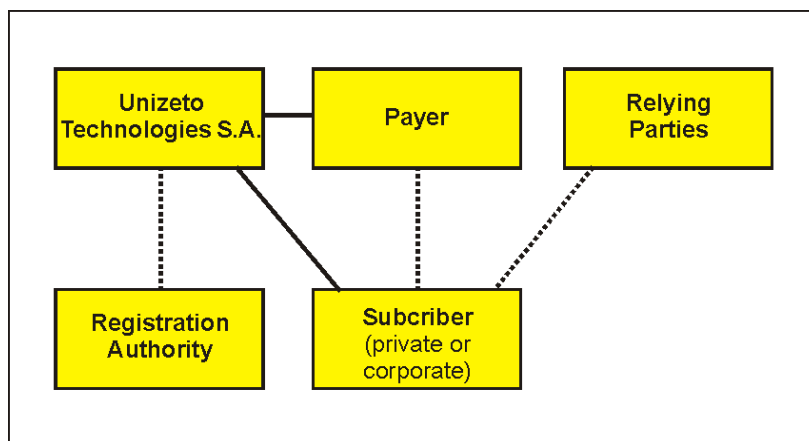 Unizeto
Technologies S.A.
Payer
Relying
Parties
Registration
Authority
Subcriber
(private or
corporate)